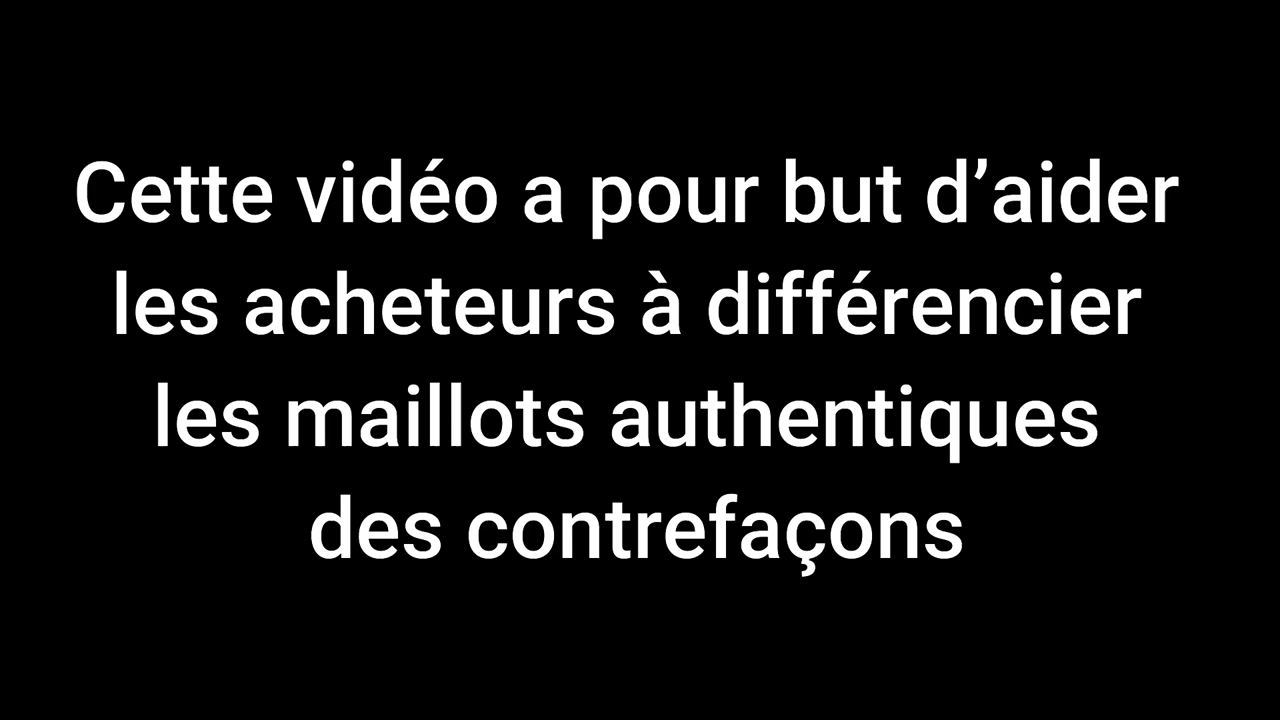 Cette vidéo a pour but d’aider
les acheteurs à différencier
les maillots authentiques
des contrefaçons